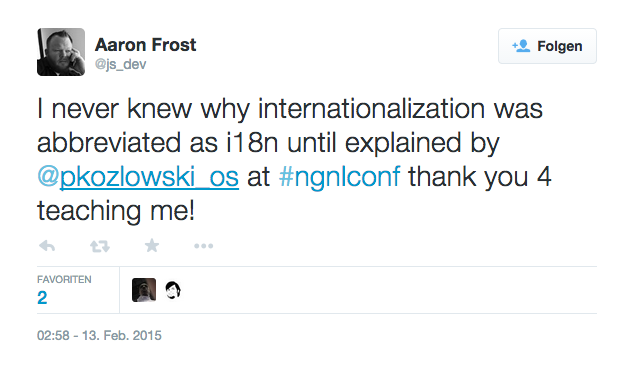 Aaron Frost
@js_dev
Folgen
I never knew why internationalization was
abbreviated as i18n until explained by
@pkozlowski_os at #ngnlconf thank you 4
teaching me!
FAVORITEN
2
02:58 - 13. Feb. 2015